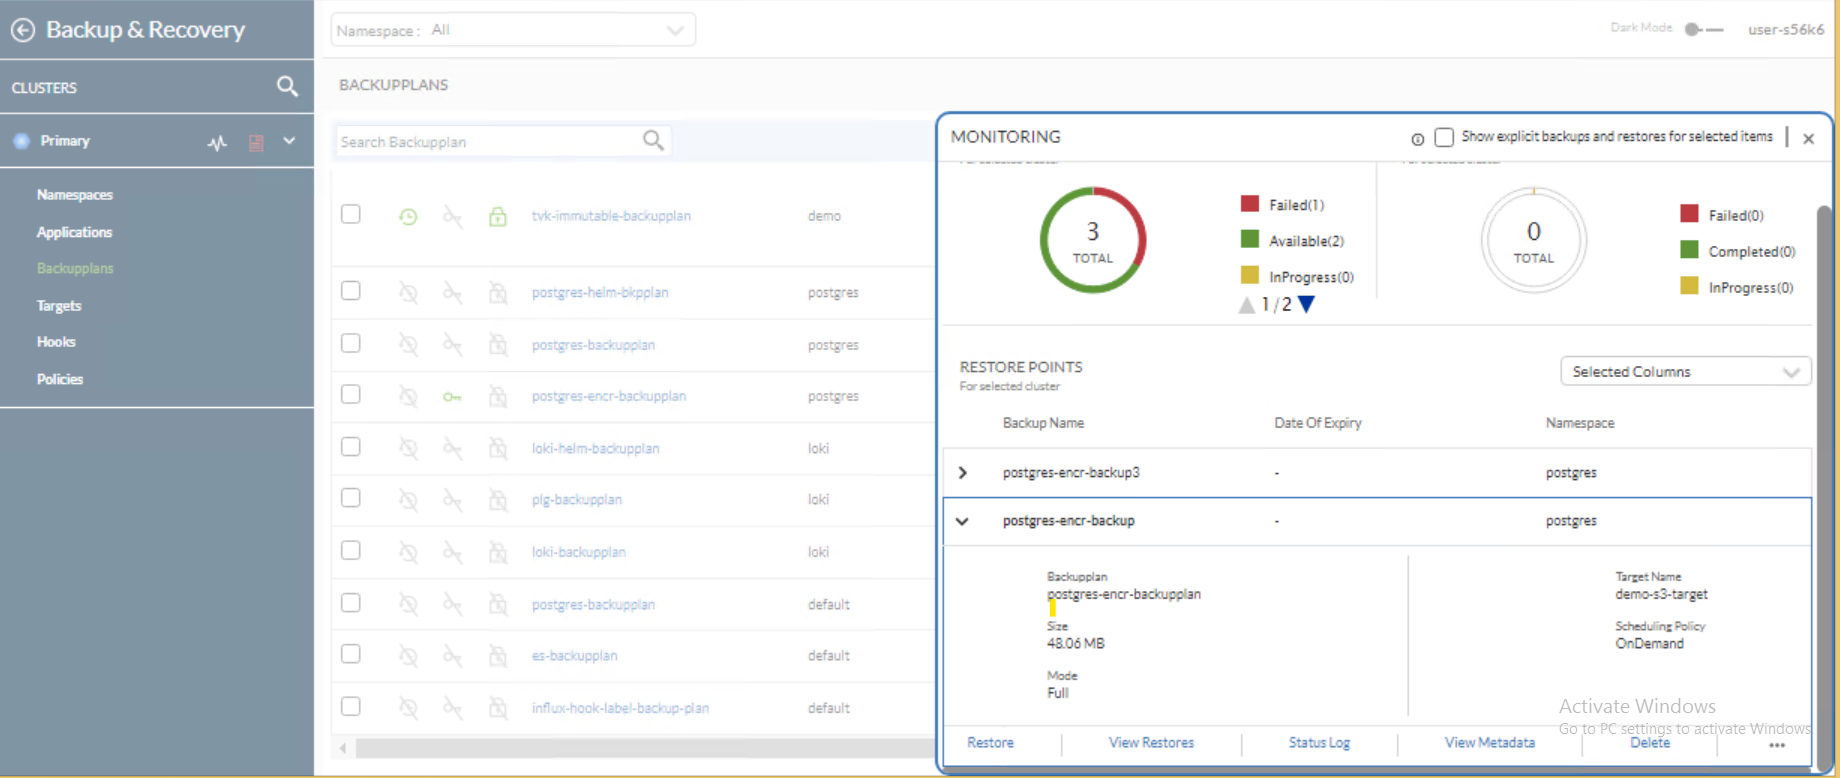 Backup & Recovery
CLUSTERS
Primary
Namespaces
Applications
Backupplans
Targets
Hooks
Policies
Namespace : All
Dark Mode
user-s56k6
BACKUPPLANS
Search Backupplan
tvk-immutable-backupplan demo
postgres-helm-bkpplan postgres
postgres-backupplan postgres
postgres-encr-backupplan postgres
loki-helm-backupplan loki
plg-backupplan loki
loki-backupplan loki
postgres-backupplan default
es-backupplan default
influx-hook-label-backup-plan default
MONITORING
Show explicit backups and restores for selected items
For selected cluster
For selected cluster
3
TOTAL
Failed(1)
Available(2)
InProgress(0)
1 / 2
0
TOTAL
Failed(0)
Completed(0)
InProgress(0)
RESTORE POINTS
For selected cluster
Selected Columns
Backup Name Date Of Expiry Namespace
postgres-encr-backup3 - postgres
postgres-encr-backup - postgres
Backupplan
postgres-encr-backupplan
Size
48.06 MB
Mode
Full
Target Name
demo-s3-target
Scheduling Policy
OnDemand
Activate Windows
Go to PC settings to activate Windows.
Restore View Restores Status Log View Metadata Delete ...